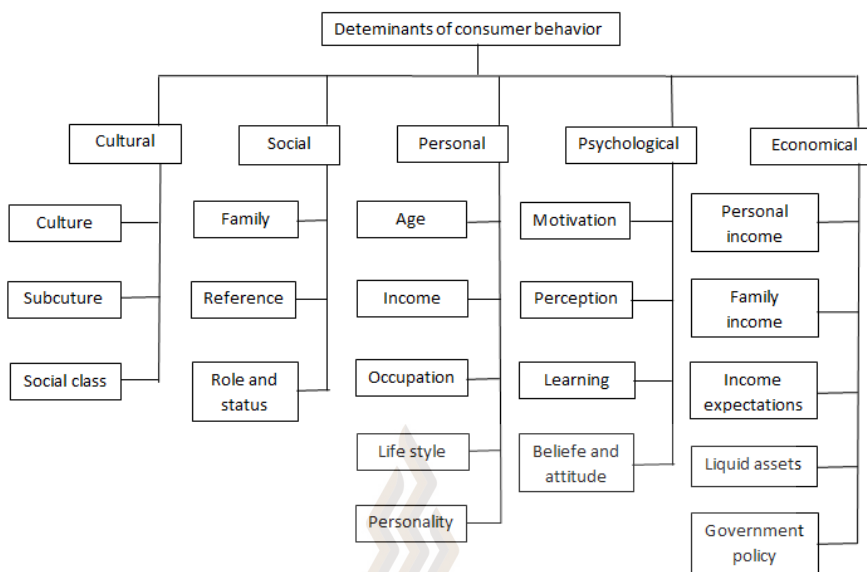 Deteminants of consumer behavior
Cultural
Social
Personal
Psychological
Economical
Culture
Subcuture
Social class
Family
Reference
Role and
status
Age
Income
Occupation
Life style
Personality
Motivation
Perception
Learning
Beliefe and
attitude
Personal
income
Family
income
Income
expectations
Liquid assets
Government
policy